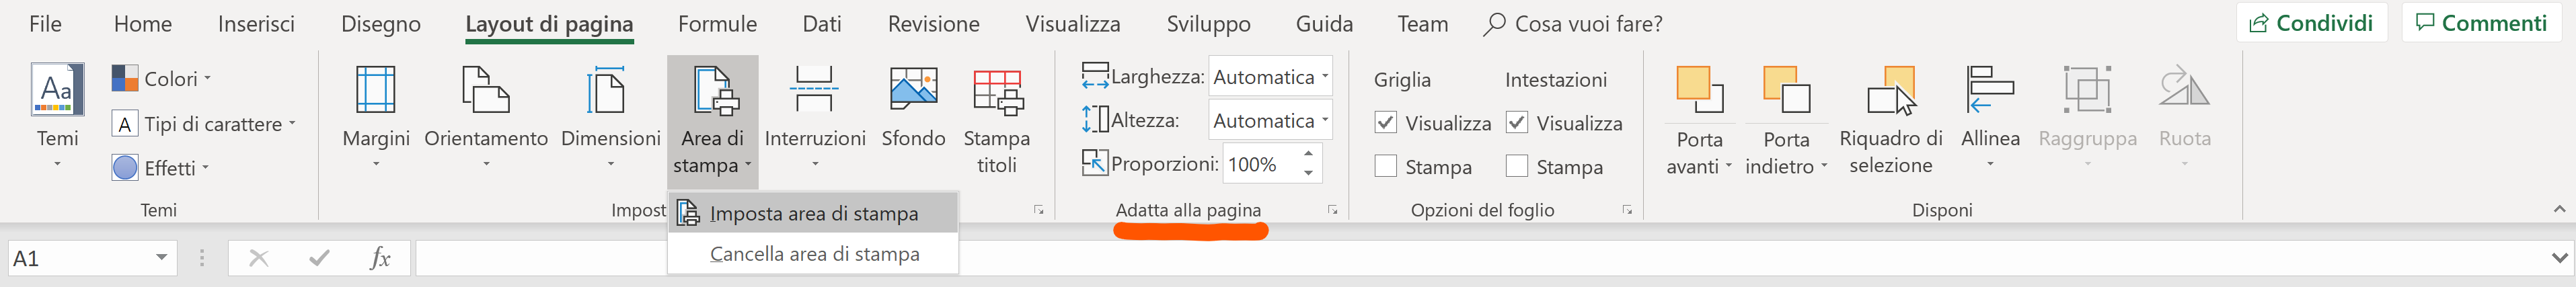 File Home Inserisci Disegno Layout di pagina Formule Dati Revisione Visualizza Sviluppo Guida Team Cosa vuoi fare? Condividi Commenti
Aa
Temi
Colori
A Tipi di carattere
Effetti
Temi
Margini
Orientamento
Dimensioni
Area di
stampa
Interruzioni
Sfondo
Stampa
titoli
Impost
Imposta area di stampa
Cancella area di stampa
Larghezza: Automatica
Altezza: Automatica
Proporzioni: 100%
Adatta alla pagina
Griglia
Visualizza
Stampa
Intestazioni
Visualizza
Stampa
Opzioni del foglio
Porta
avanti
Porta
indietro
Riquadro di
selezione
Allinea
Raggruppa
Ruota
Disponi
A1 fx